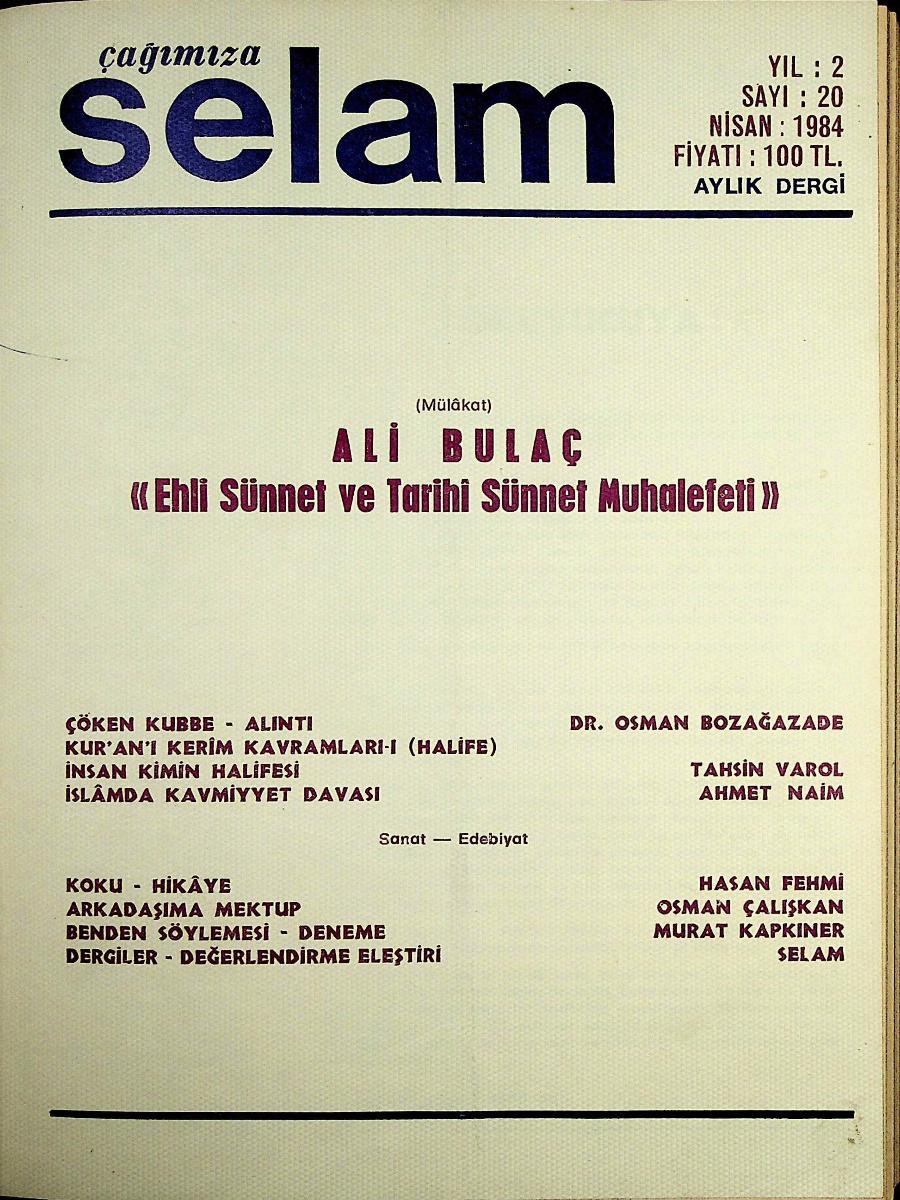 çağımıza
selam
YIL : 2
SAYI : 20
NİSAN : 1984
FİYATI : 100 TL.
AYLIK DERGİ
(Mülâkat)
ALİ BULAÇ
«Ehli Sünnet ve Tarihî Sünnet Muhalefeti»
ÇÖKEN KUBBE - ALINTI DR. OSMAN BOZAĞAZADE
KUR'AN'I KERÎM KAVRAMLARI-I (HALİFE)
İNSAN KİMİN HALİFESİ TAHSİN VAROL
İSLÂMDA KAVMİYYET DAVASI AHMET NAİM
Sanat — Edebiyat
KOKU - HİKÂYE HASAN FEHMİ
ARKADAŞIMA MEKTUP OSMAN ÇALIŞKAN
BENDEN SÖYLEMESİ - DENEME MURAT KAPKINER
DERGİLER - DEĞERLENDİRME ELEŞTİRİ SELAM